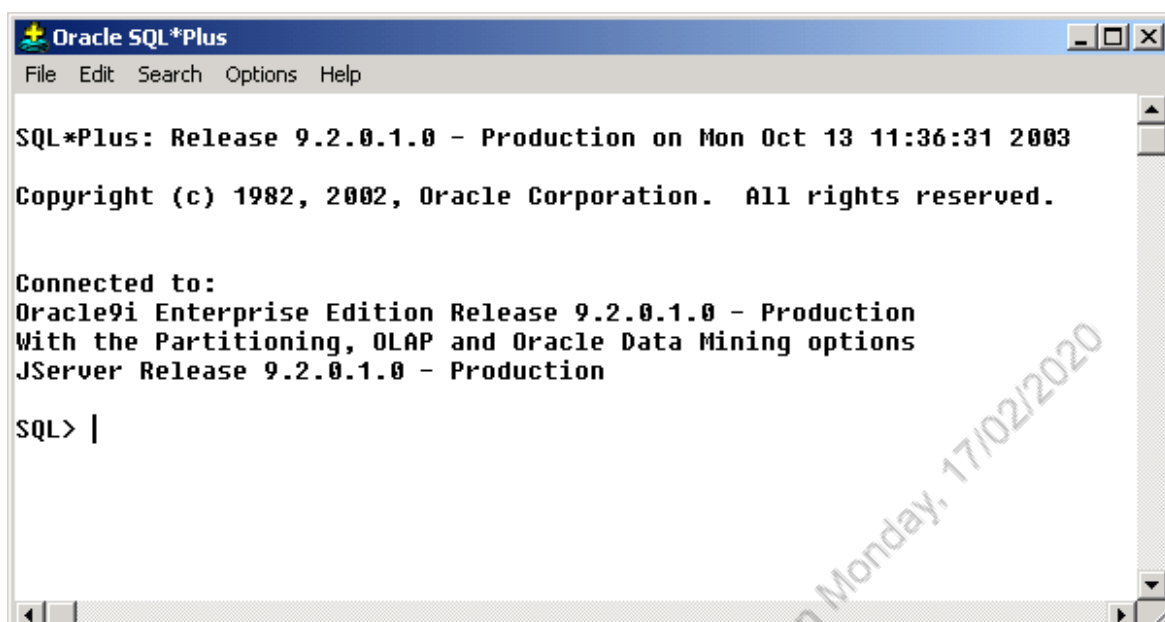 Oracle SQL*Plus
File Edit Search Options Help
SQL*Plus: Release 9.2.0.1.0 - Production on Mon Oct 13 11:36:31 2003
Copyright (c) 1982, 2002, Oracle Corporation.  All rights reserved.
Connected to:
Oracle9i Enterprise Edition Release 9.2.0.1.0 - Production
With the Partitioning, OLAP and Oracle Data Mining options
JServer Release 9.2.0.1.0 - Production
SQL>
Monday, 17/02/2020